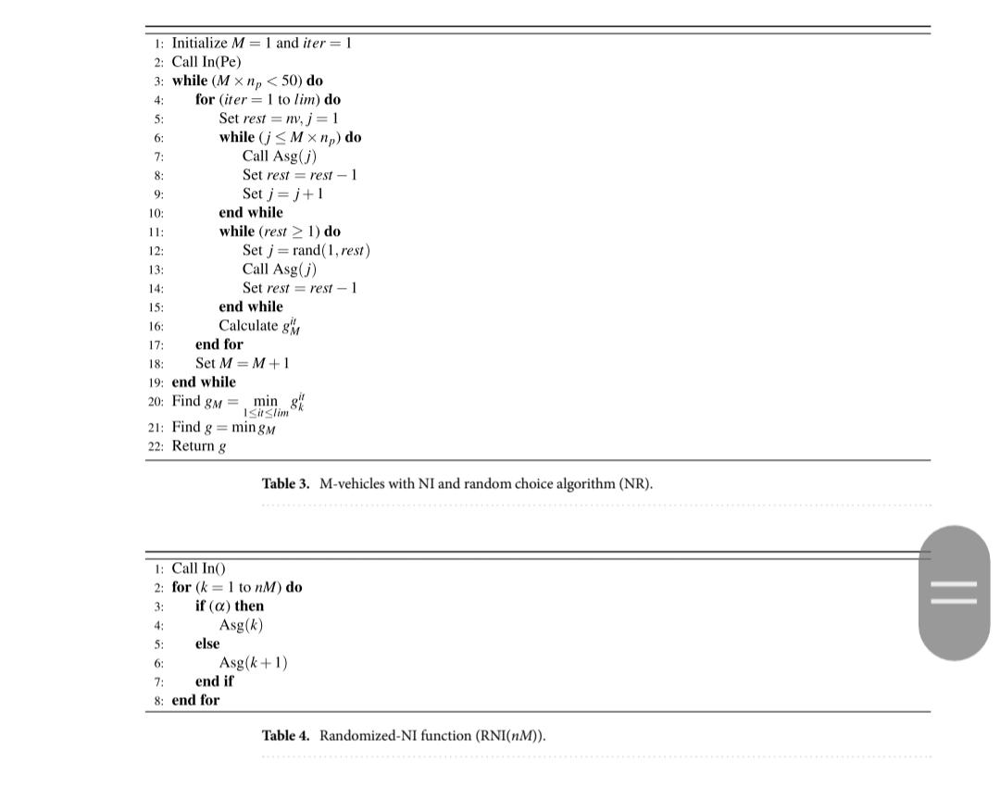 1: Initialize M = 1 and iter = 1
2: Call In(Pe)
3: while (M × n_p < 50) do
4: for (iter = 1 to lim) do
5: Set rest = nv, j = 1
6: while (j ≤ M × n_p) do
7: Call Asg(j)
8: Set rest = rest − 1
9: Set j = j + 1
10: end while
11: while (rest ≥ 1) do
12: Set j = rand(1, rest)
13: Call Asg(j)
14: Set rest = rest − 1
15: end while
16: Calculate g_M^it
17: end for
18: Set M = M + 1
19: end while
20: Find g_M = min_{1≤it≤lim} g_k^it
21: Find g = min g_M
22: Return g
Table 3. M-vehicles with NI and random choice algorithm (NR).
1: Call In()
2: for (k = 1 to nM) do
3: if (α) then
4: Asg(k)
5: else
6: Asg(k + 1)
7: end if
8: end for
Table 4. Randomized-NI function (RNI(nM)).